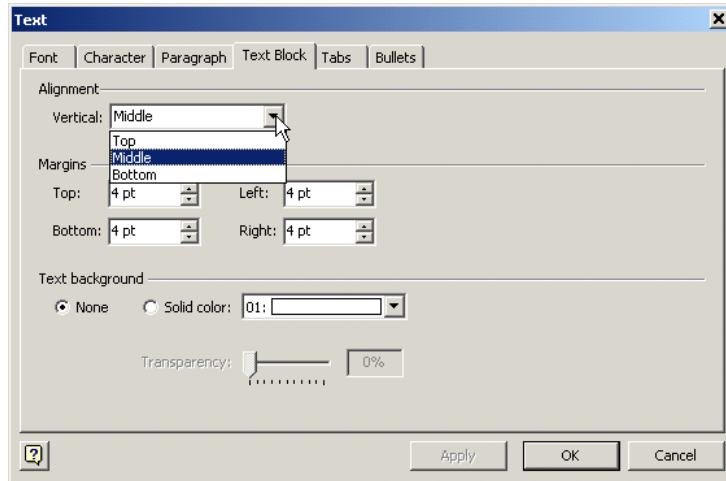 Text
Font Character Paragraph Text Block Tabs Bullets
Alignment
Vertical: Middle
Top
Middle
Bottom
Margins
Top: 4 pt Left: 4 pt
Bottom: 4 pt Right: 4 pt
Text background
None Solid color: 01:
Transparency: 0%
Apply OK Cancel